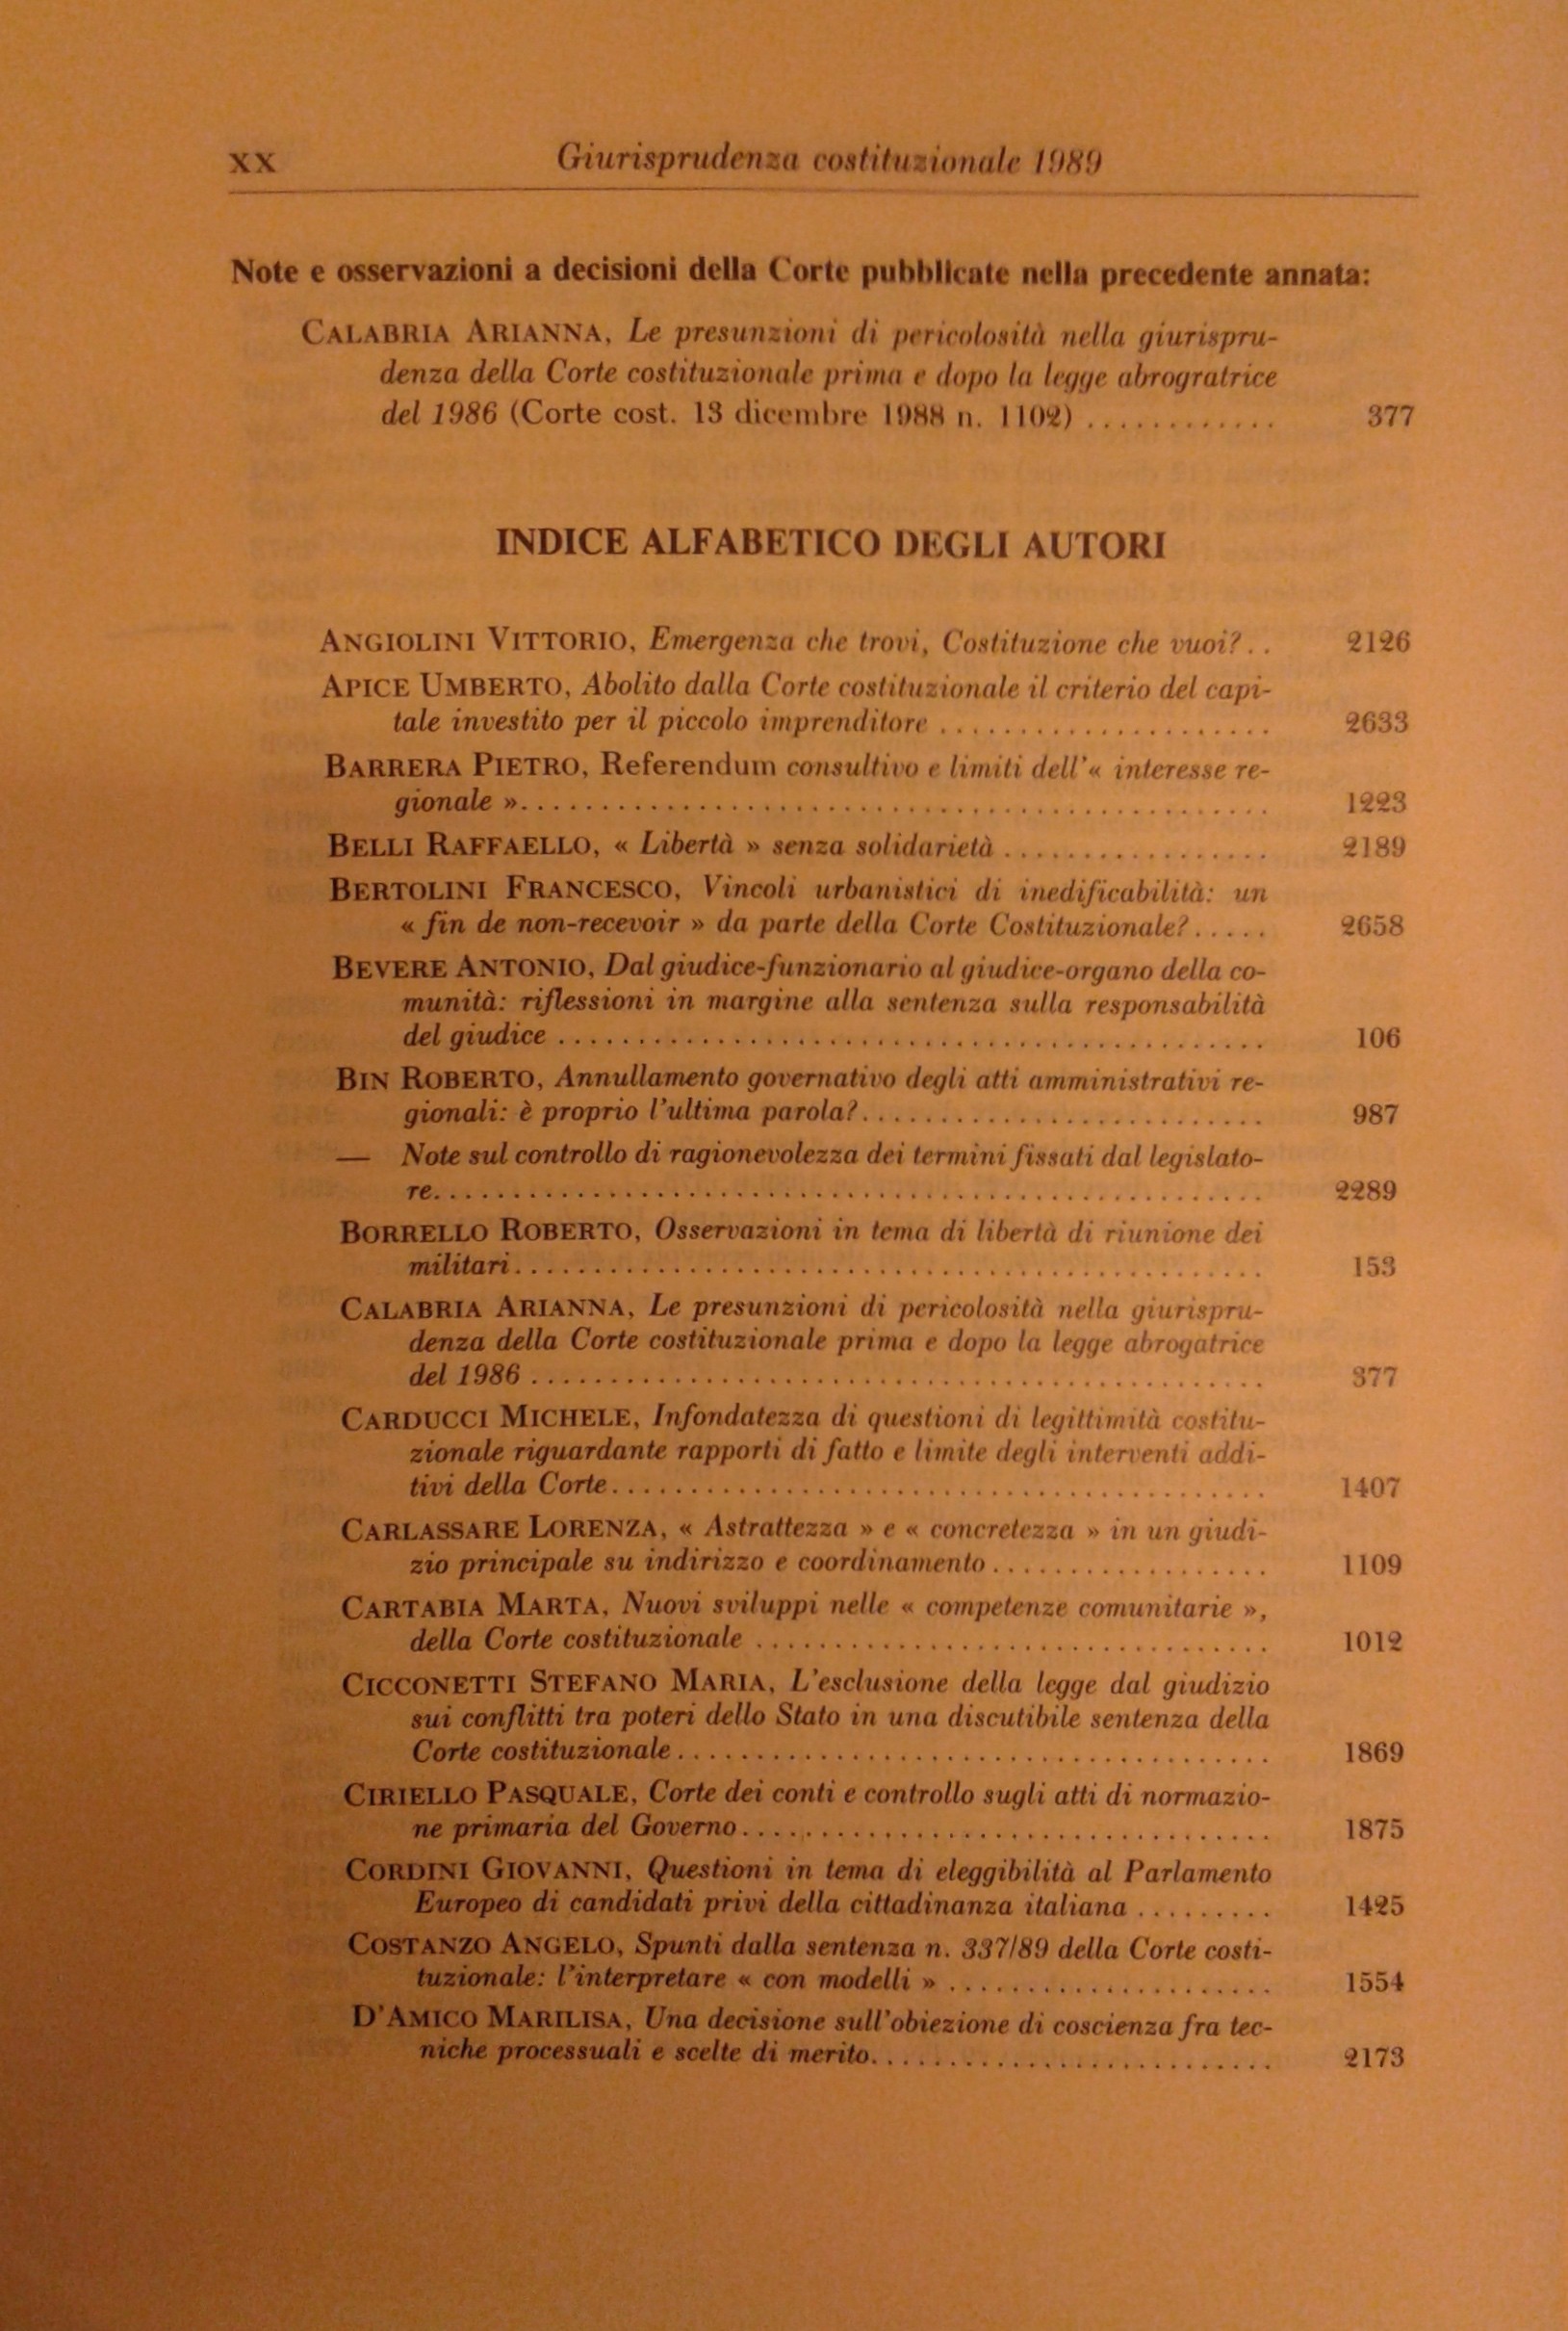 XX Giurisprudenza costituzionale 1989
Note e osservazioni a decisioni della Corte pubblicate nella precedente annata:
CALABRIA ARIANNA, Le presunzioni di pericolosità nella giurispru-
denza della Corte costituzionale prima e dopo la legge abrogratrice
del 1986 (Corte cost. 13 dicembre 1988 n. 1102) ............ 377
INDICE ALFABETICO DEGLI AUTORI
ANGIOLINI VITTORIO, Emergenza che trovi, Costituzione che vuoi? .. 2126
APICE UMBERTO, Abolito dalla Corte costituzionale il criterio del capi-
tale investito per il piccolo imprenditore ..................... 2633
BARRERA PIETRO, Referendum consultivo e limiti dell'« interesse re-
gionale » ................................................ 1223
BELLI RAFFAELLO, « Libertà » senza solidarietà ................. 2189
BERTOLINI FRANCESCO, Vincoli urbanistici di inedificabilità: un
« fin de non-recevoir » da parte della Corte Costituzionale? ..... 2658
BEVERE ANTONIO, Dal giudice-funzionario al giudice-organo della co-
munità: riflessioni in margine alla sentenza sulla responsabilità
del giudice ............................................. 106
BIN ROBERTO, Annullamento governativo degli atti amministrativi re-
gionali: è proprio l'ultima parola? .......................... 987
— Note sul controllo di ragionevolezza dei termini fissati dal legislato-
re ..................................................... 2289
BORRELLO ROBERTO, Osservazioni in tema di libertà di riunione dei
militari ................................................ 153
CALABRIA ARIANNA, Le presunzioni di pericolosità nella giurispru-
denza della Corte costituzionale prima e dopo la legge abrogatrice
del 1986 ............................................... 377
CARDUCCI MICHELE, Infondatezza di questioni di legittimità costitu-
zionale riguardante rapporti di fatto e limite degli interventi addi-
tivi della Corte .......................................... 1407
CARLASSARE LORENZA, « Astrattezza » e « concretezza » in un giudi-
zio principale su indirizzo e coordinamento .................. 1109
CARTABIA MARTA, Nuovi sviluppi nelle « competenze comunitarie »,
della Corte costituzionale ................................. 1012
CICCONETTI STEFANO MARIA, L'esclusione della legge dal giudizio
sui conflitti tra poteri dello Stato in una discutibile sentenza della
Corte costituzionale ...................................... 1869
CIRIELLO PASQUALE, Corte dei conti e controllo sugli atti di normazio-
ne primaria del Governo .................................. 1875
CORDINI GIOVANNI, Questioni in tema di eleggibilità al Parlamento
Europeo di candidati privi della cittadinanza italiana ......... 1425
COSTANZO ANGELO, Spunti dalla sentenza n. 337/89 della Corte costi-
tuzionale: l'interpretare « con modelli » ..................... 1554
D'AMICO MARILISA, Una decisione sull'obiezione di coscienza fra tec-
niche processuali e scelte di merito .......................... 2173